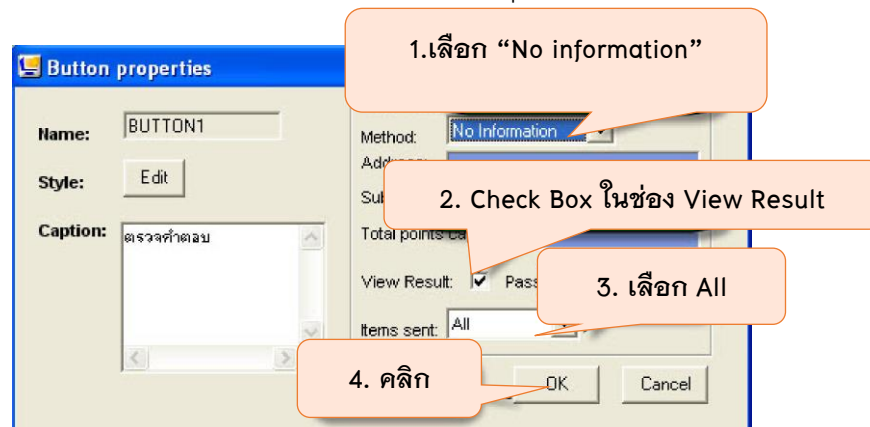 1.เลือก “No information”
Button properties
Name: BUTTON1
Method: No Information
Style: Edit
2. Check Box ในช่อง View Result
Caption: ตรวจคำตอบ
Total points
View Result: Pass
3. เลือก All
Items sent: All
4. คลิก
OK Cancel